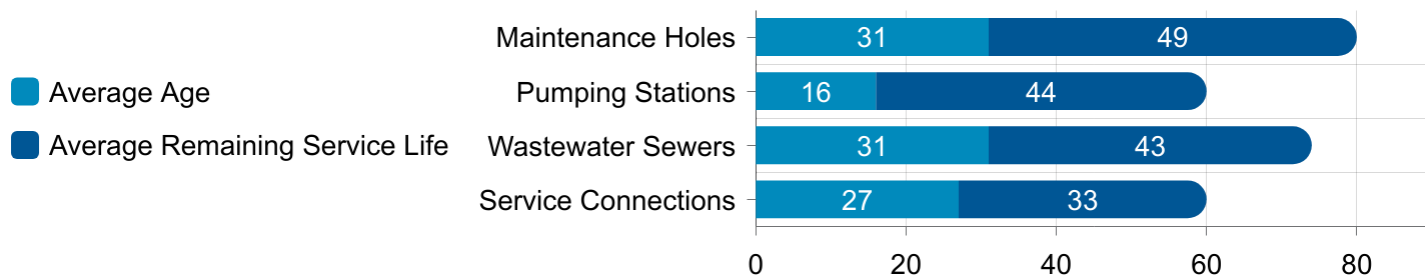 Average Age
Average Remaining Service Life
Maintenance Holes 31 49
Pumping Stations 16 44
Wastewater Sewers 31 43
Service Connections 27 33
0 20 40 60 80